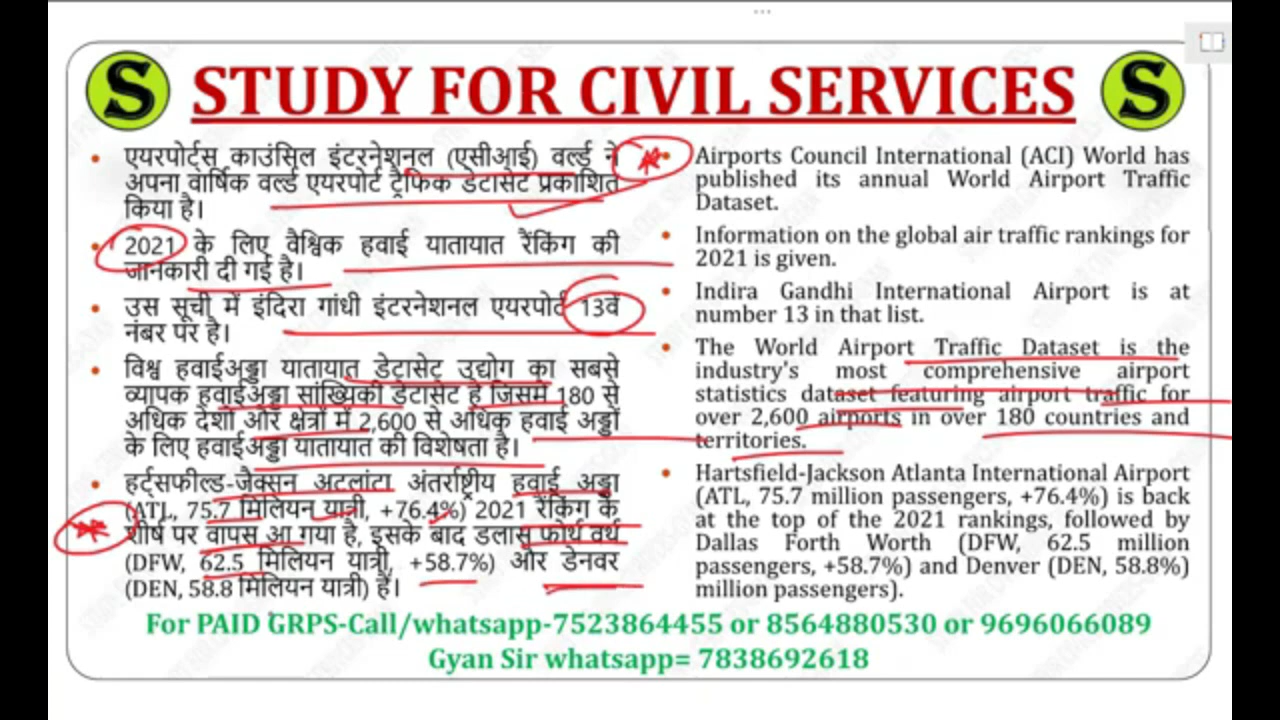 S STUDY FOR CIVIL SERVICES S
• एयरपोर्ट्स काउंसिल इंटरनेशनल (एसीआई) वर्ल्ड ने
अपना वार्षिक वर्ल्ड एयरपोर्ट ट्रैफिक डेटासेट प्रकाशित
किया है।
• 2021 के लिए वैश्विक हवाई यातायात रैंकिंग की
जानकारी दी गई है।
• उस सूची में इंदिरा गांधी इंटरनेशनल एयरपोर्ट 13वें
नंबर पर है।
• विश्व हवाईअड्डा यातायात डेटासेट उद्योग का सबसे
व्यापक हवाईअड्डा सांख्यिकी डेटासेट है जिसमें 180 से
अधिक देशों और क्षेत्रों में 2,600 से अधिक हवाई अड्डों
के लिए हवाईअड्डा यातायात की विशेषता है।
• हर्ट्सफील्ड-जैक्सन अटलांटा अंतर्राष्ट्रीय हवाई अड्डा
(ATL, 75.7 मिलियन यात्री, +76.4%) 2021 रैंकिंग के
शीर्ष पर वापस आ गया है, इसके बाद डलास फोर्थ वर्थ
(DFW, 62.5 मिलियन यात्री, +58.7%) और डेनवर
(DEN, 58.8 मिलियन यात्री) हैं।
• Airports Council International (ACI) World has
published its annual World Airport Traffic
Dataset.
• Information on the global air traffic rankings for
2021 is given.
• Indira Gandhi International Airport is at
number 13 in that list.
• The World Airport Traffic Dataset is the
industry's most comprehensive airport
statistics dataset featuring airport traffic for
over 2,600 airports in over 180 countries and
territories.
• Hartsfield-Jackson Atlanta International Airport
(ATL, 75.7 million passengers, +76.4%) is back
at the top of the 2021 rankings, followed by
Dallas Forth Worth (DFW, 62.5 million
passengers, +58.7%) and Denver (DEN, 58.8%)
million passengers).
For PAID GRPS-Call/whatsapp-7523864455 or 8564880530 or 9696066089
Gyan Sir whatsapp= 7838692618